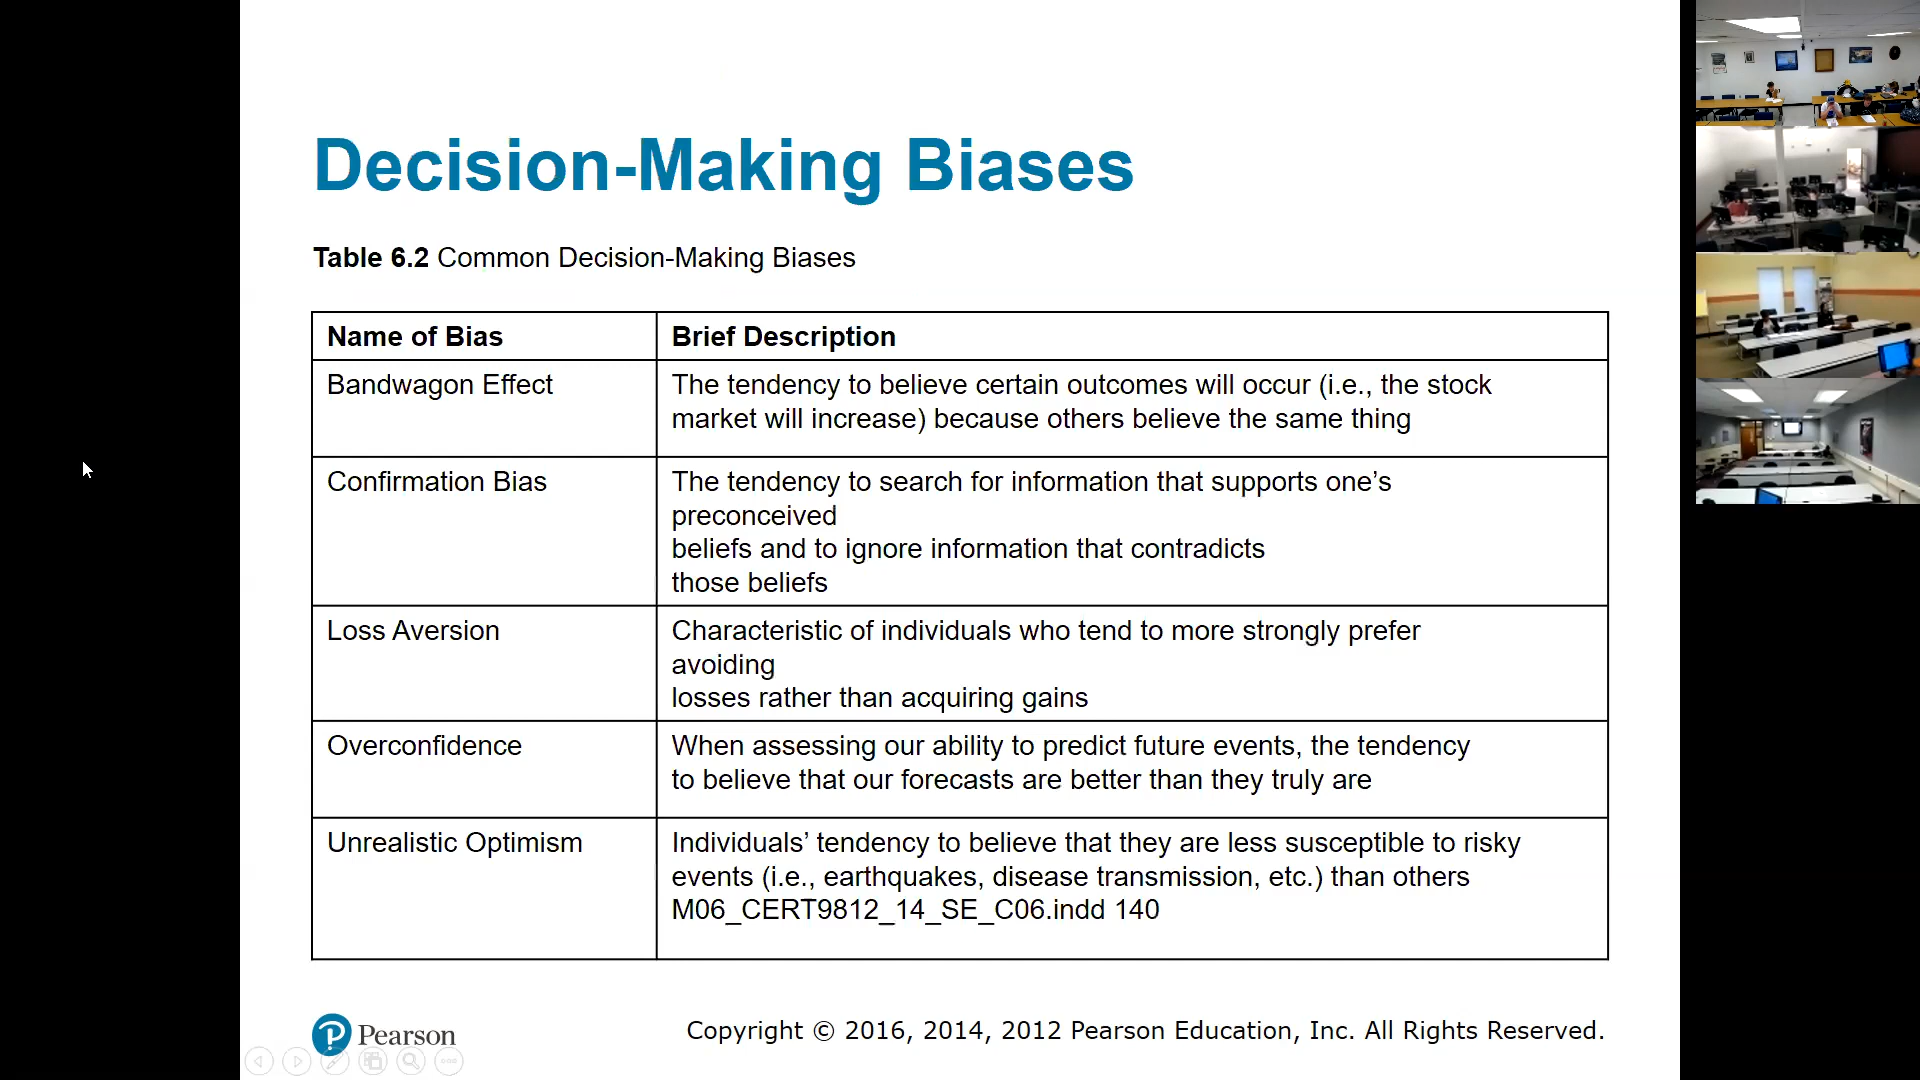 Decision-Making Biases
Table 6.2 Common Decision-Making Biases
Name of Bias
Brief Description
Bandwagon Effect
The tendency to believe certain outcomes will occur (i.e., the stock
market will increase) because others believe the same thing
Confirmation Bias
The tendency to search for information that supports one’s
preconceived
beliefs and to ignore information that contradicts
those beliefs
Loss Aversion
Characteristic of individuals who tend to more strongly prefer
avoiding
losses rather than acquiring gains
Overconfidence
When assessing our ability to predict future events, the tendency
to believe that our forecasts are better than they truly are
Unrealistic Optimism
Individuals’ tendency to believe that they are less susceptible to risky
events (i.e., earthquakes, disease transmission, etc.) than others
M06_CERT9812_14_SE_C06.indd 140
Pearson
Copyright © 2016, 2014, 2012 Pearson Education, Inc. All Rights Reserved.